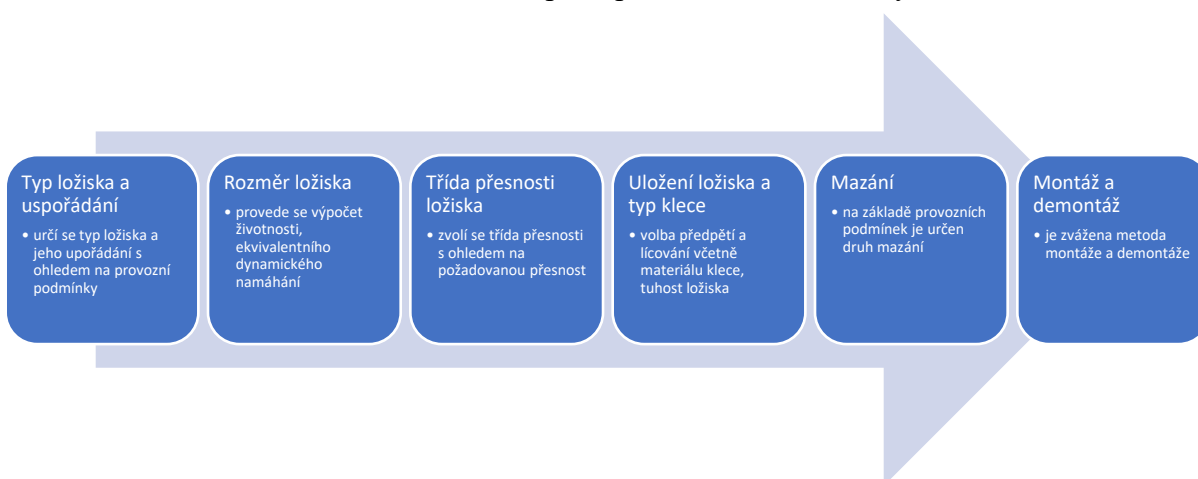 Typ ložiska a
uspořádání
• určí se typ ložiska a
jeho upořádání s
ohledem na provozní
podmínky
Rozměr ložiska
• provede se výpočet
životnosti,
ekvivalentního
dynamického
namáhání
Třída přesnosti
ložiska
• zvolí se třída přesnosti
s ohledem na
požadovanou přesnost
Uložení ložiska a
typ klece
• volba předpětí a
lícování včetně
materiálu klece,
tuhost ložiska
Mazání
• na základě provozních
podmínek je určen
druh mazání
Montáž a
demontáž
• je zvážena metoda
montáže a demontáže